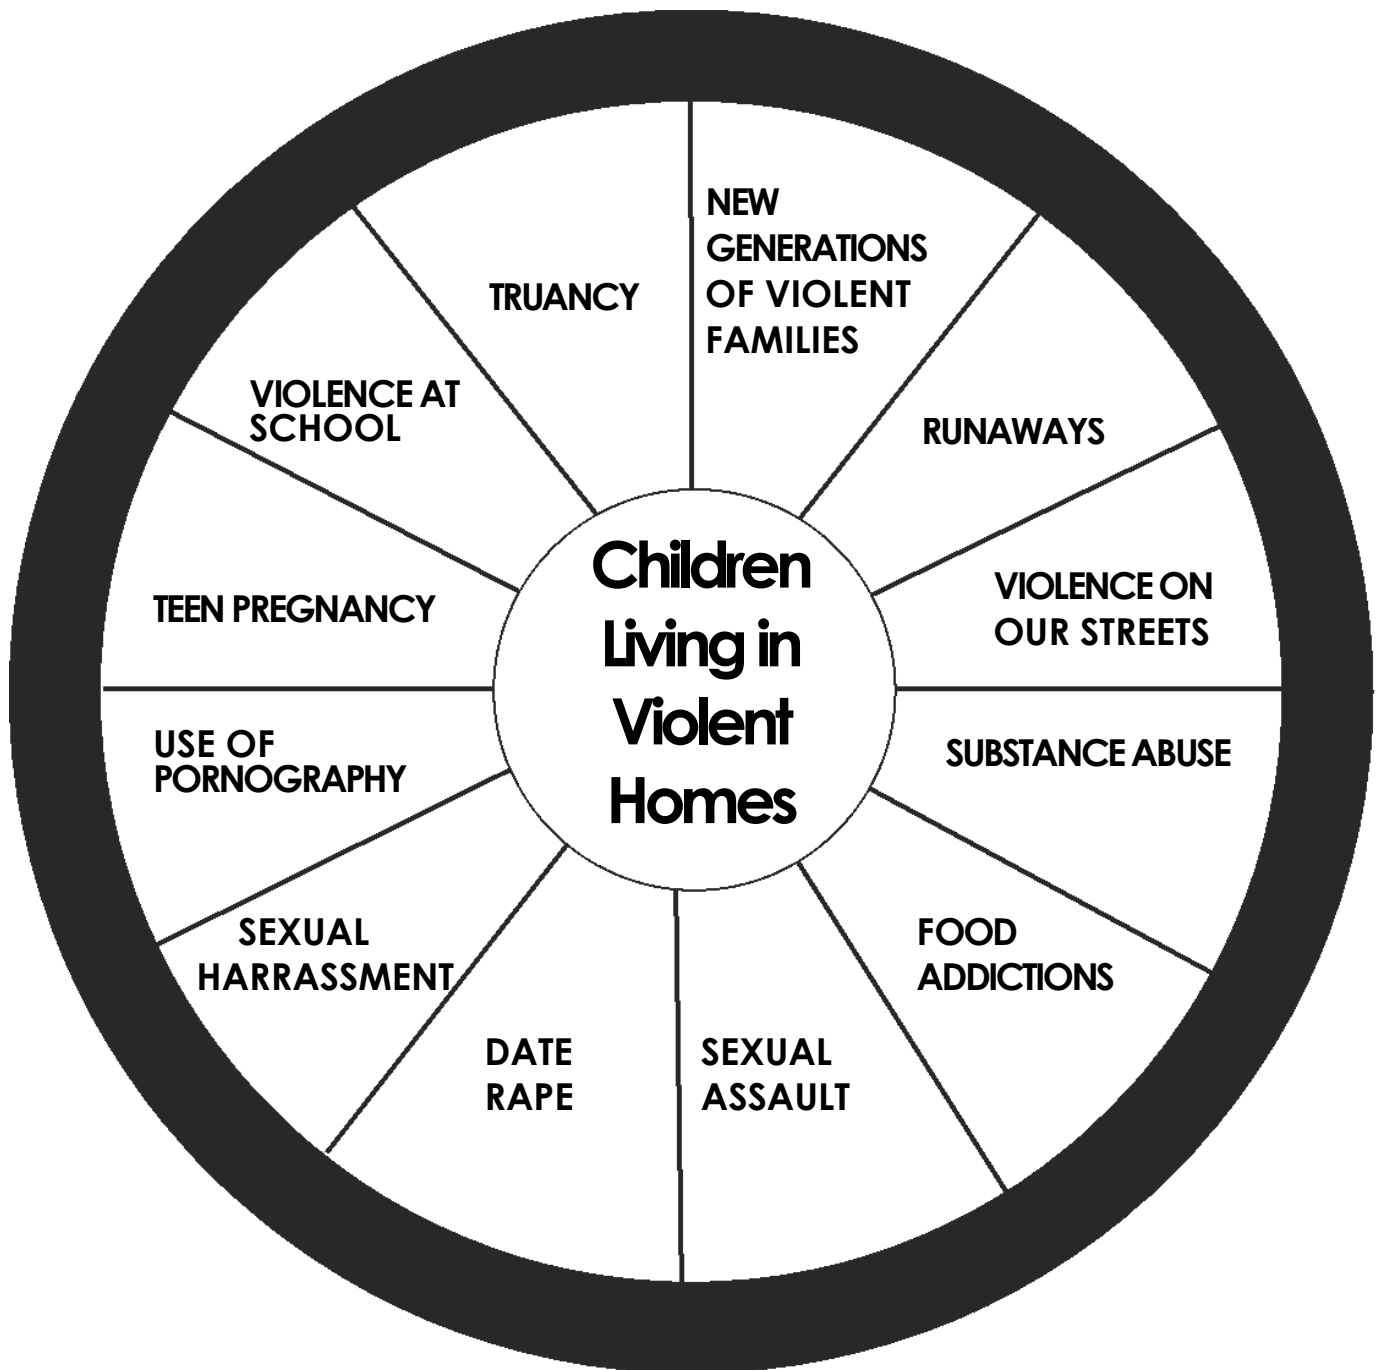 NEW
GENERATIONS
OF VIOLENT
FAMILIES
RUNAWAYS
VIOLENCE ON
OUR STREETS
SUBSTANCE ABUSE
FOOD
ADDICTIONS
SEXUAL
ASSAULT
DATE
RAPE
SEXUAL
HARRASSMENT
USE OF
PORNOGRAPHY
TEEN PREGNANCY
VIOLENCE AT
SCHOOL
TRUANCY
Children
Living in
Violent
Homes